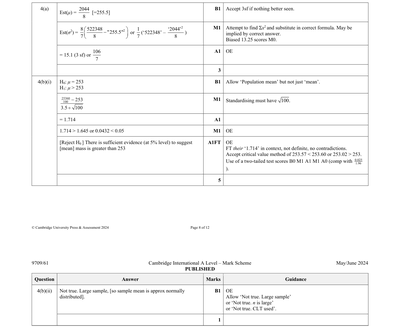 4(a)
Est(μ) = 2044/8 [=255.5]
B1
Accept 3sf if nothing better seen.
Est(σ²) = 8/7(522348/8 − "255.5"²) or 1/7('522348' − '2044'²/8)
M1
Attempt to find Σx² and substitute in correct formula. May be
implied by correct answer.
Biased 13.25 scores M0.
= 15.1 (3 sf) or 106/7
A1
OE
3
4(b)(i)
H₀: μ = 253
H₁: μ > 253
B1
Allow 'Population mean' but not just 'mean'.
− 253
3.5 ÷ √100
M1
Standardising must have √100.
= 1.714
A1
1.714 > 1.645 or 0.0432 < 0.05
M1
OE
[Reject H₀] There is sufficient evidence (at 5% level) to suggest
[mean] mass is greater than 253
A1FT
OE
FT their '1.714' in context, not definite, no contradictions.
Accept critical value method of 253.57 < 253.60 or 253.02 > 253.
Use of a two-tailed test scores B0 M1 A1 M1 A0 (comp with
5
© Cambridge University Press & Assessment 2024
Page 8 of 12
9709/61
Cambridge International A Level – Mark Scheme
May/June 2024
PUBLISHED
Question
Answer
Marks
Guidance
4(b)(ii)
Not true. Large sample, [so sample mean is approx normally
distributed].
B1
OE
Allow 'Not true. Large sample'
or 'Not true. n is large'
or 'Not true. CLT used'.
1